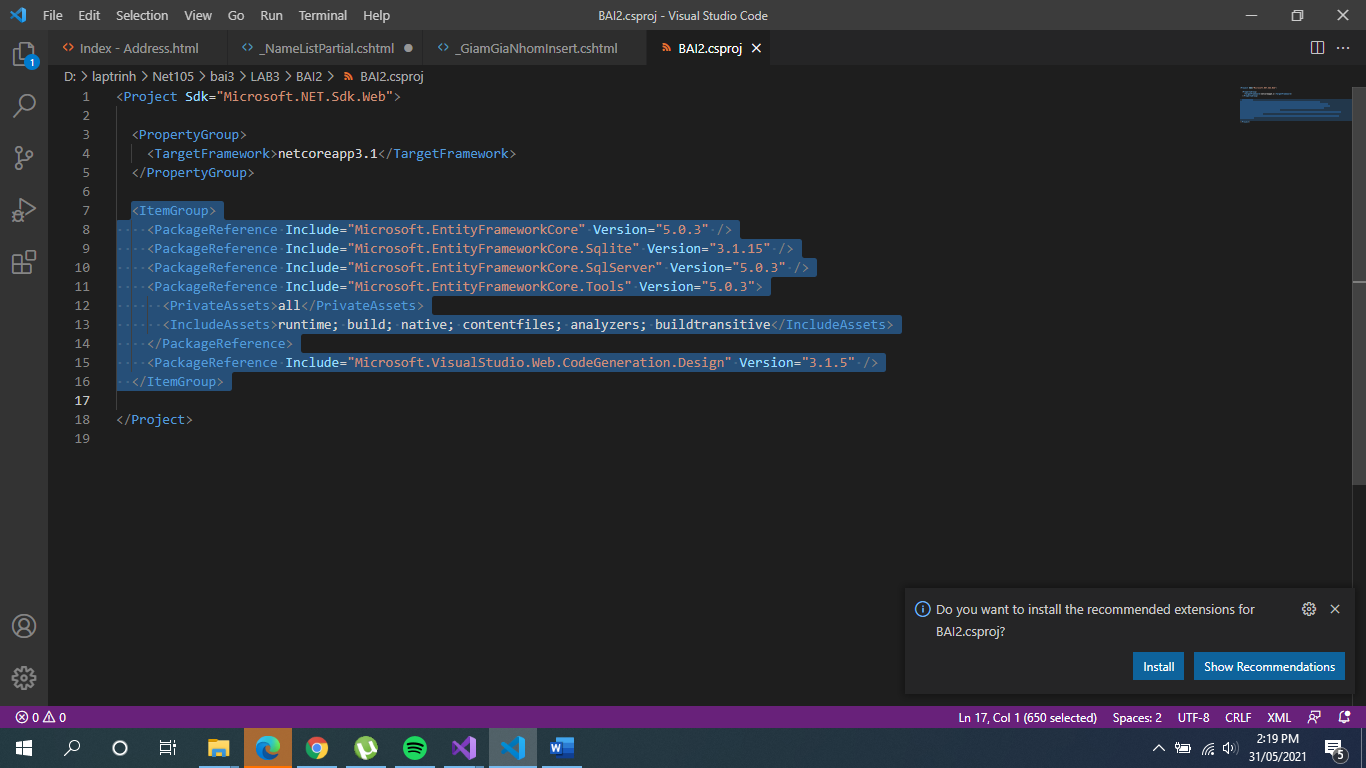 File Edit Selection View Go Run Terminal Help BAI2.csproj - Visual Studio Code
Index - Address.html _NameListPartial.cshtml _GiamGiaNhomInsert.cshtml BAI2.csproj
D: > laptrinh > Net105 > bai3 > LAB3 > BAI2 > BAI2.csproj
1 <Project Sdk="Microsoft.NET.Sdk.Web">
2
3 <PropertyGroup>
4 <TargetFramework>netcoreapp3.1</TargetFramework>
5 </PropertyGroup>
6
7 <ItemGroup>
8 <PackageReference Include="Microsoft.EntityFrameworkCore" Version="5.0.3" />
9 <PackageReference Include="Microsoft.EntityFrameworkCore.Sqlite" Version="3.1.15" />
10 <PackageReference Include="Microsoft.EntityFrameworkCore.SqlServer" Version="5.0.3" />
11 <PackageReference Include="Microsoft.EntityFrameworkCore.Tools" Version="5.0.3">
12 <PrivateAssets>all</PrivateAssets>
13 <IncludeAssets>runtime; build; native; contentfiles; analyzers; buildtransitive</IncludeAssets>
14 </PackageReference>
15 <PackageReference Include="Microsoft.VisualStudio.Web.CodeGeneration.Design" Version="3.1.5" />
16 </ItemGroup>
17
18 </Project>
19
1
Do you want to install the recommended extensions for
BAI2.csproj?
Install Show Recommendations
0 0 Ln 17, Col 1 (650 selected) Spaces: 2 UTF-8 CRLF XML
2:19 PM
31/05/2021
5